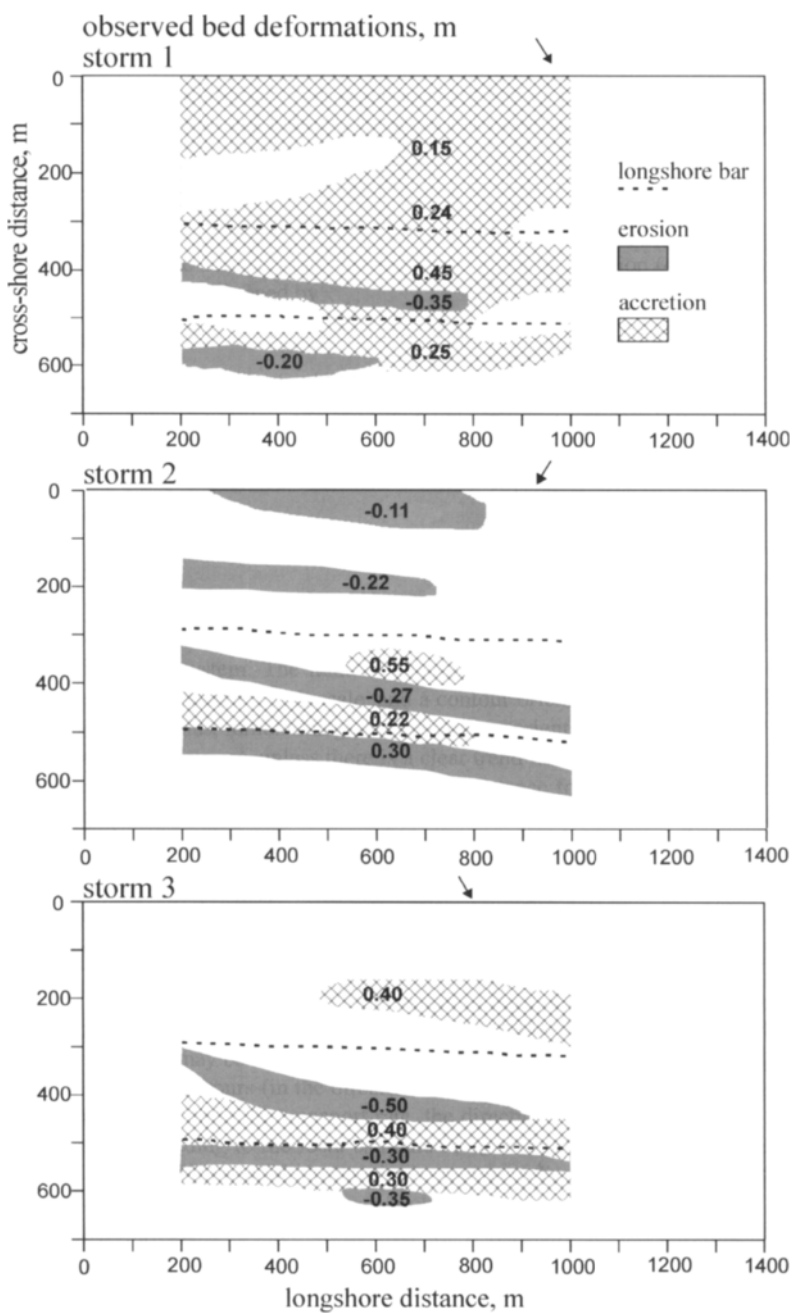 observed bed deformations, m
storm 1
cross-shore distance, m
0
200
400
600
0.15
0.24
0.45
-0.35
0.25
-0.20
longshore bar
erosion
accretion
0 200 400 600 800 1000 1200 1400
storm 2
0
200
400
600
-0.11
-0.22
0.55
-0.27
0.22
0.30
0 200 400 600 800 1000 1200 1400
storm 3
0
200
400
600
0.40
-0.50
0.40
-0.30
0.30
-0.35
0 200 400 600 800 1000 1200 1400
longshore distance, m